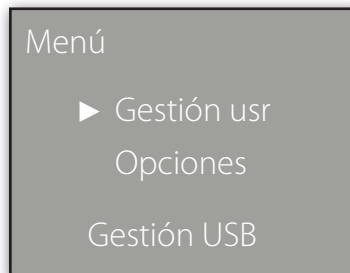 Menú
► Gestión usr
Opciones
Gestión USB